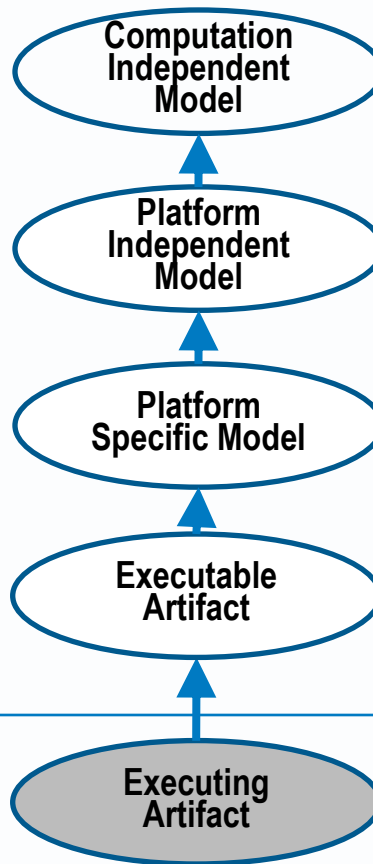 Computation
Independent
Model
Platform
Independent
Model
Platform
Specific Model
Executable
Artifact
Executing
Artifact